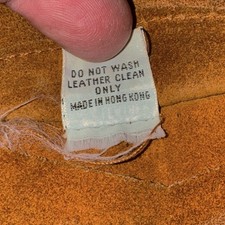 DO NOT WASH
LEATHER CLEAN
ONLY
MADE IN HONG KONG